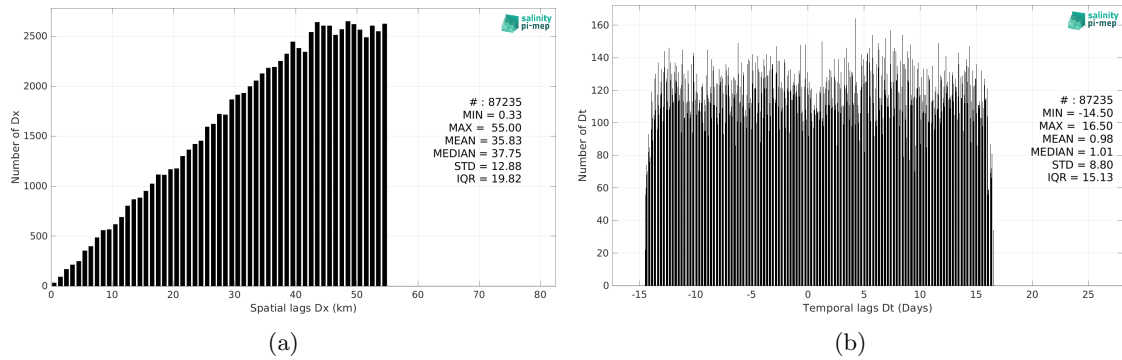 salinity
pi-mep
2500
2000
1500
1000
500
0
Number of Dx
# : 87235
MIN = 0.33
MAX = 55.00
MEAN = 35.83
MEDIAN = 37.75
STD = 12.88
IQR = 19.82
0 10 20 30 40 50 60 70 80
Spatial lags Dx (km)
(a)
salinity
pi-mep
160
140
120
100
80
60
40
20
0
Number of Dt
# : 87235
MIN = -14.50
MAX = 16.50
MEAN = 0.98
MEDIAN = 1.01
STD = 8.80
IQR = 15.13
-15 -10 -5 0 5 10 15 20 25
Temporal lags Dt (Days)
(b)